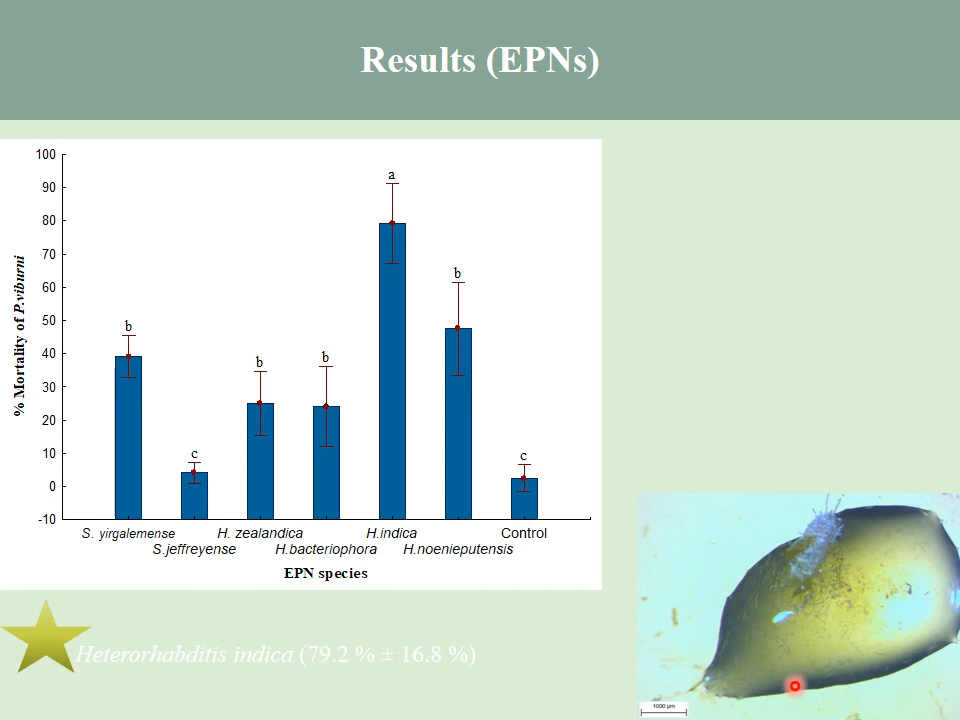 Results (EPNs)
100
90
80
70
60
50
40
30
20
10
0
-10
% Mortality of P.viburni
b
c
b
b
a
b
c
S. yirgalemense
S.jeffreyense
H. zealandica
H.bacteriophora
H.indica
H.noenieputensis
Control
EPN species
Heterorhabditis indica (79.2 % ± 16.8 %)
1000 µm